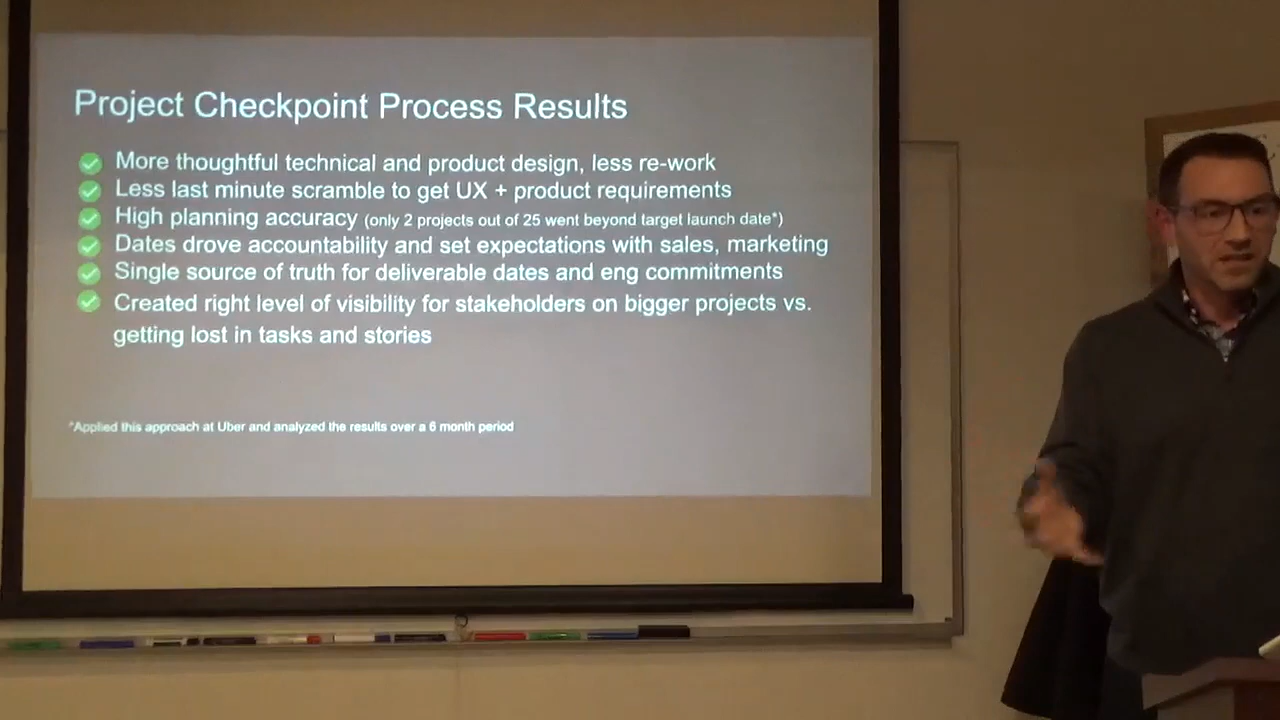 Project Checkpoint Process Results
More thoughtful technical and product design, less re-work
Less last minute scramble to get UX + product requirements
High planning accuracy (only 2 projects out of 25 went beyond target launch date*)
Dates drove accountability and set expectations with sales, marketing
Single source of truth for deliverable dates and eng commitments
Created right level of visibility for stakeholders on bigger projects vs.
getting lost in tasks and stories
*Applied this approach at Uber and analyzed the results over a 6 month period